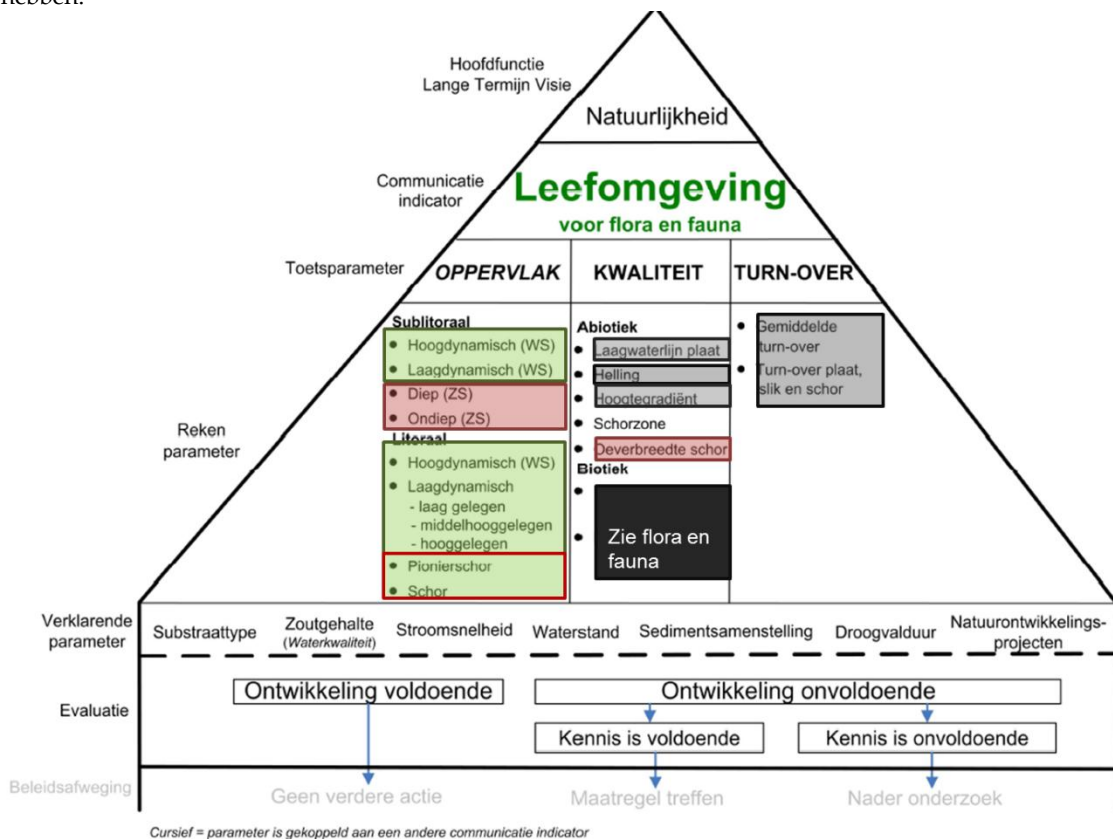 hebben.
Hoofdfunctie
Lange Termijn Visie
Natuurlijkheid
Communicatie
indicator
Leefomgeving
voor flora en fauna
Toetsparameter
OPPERVLAK
KWALITEIT
TURN-OVER
Reken
parameter
Sublitoraal
• Hoogdynamisch (WS)
• Laagdynamisch (WS)
• Diep (ZS)
• Ondiep (ZS)
Litoraal
• Hoogdynamisch (WS)
• Laagdynamisch
- laag gelegen
- middelhooggelegen
- hooggelegen
• Pionierschor
• Schor
Abiotiek
• Laagwaterlijn plaat
• Helling
• Hoogtegradiënt
• Schorzone
• Oeverbreedte schor
Biotiek
Zie flora en
fauna
• Gemiddelde
turn-over
• Turn-over plaat,
slik en schor
Verklarende
parameter
Substraattype
Zoutgehalte
(Waterkwaliteit)
Stroomsnelheid
Waterstand
Sedimentsamenstelling
Droogvalduur
Natuurontwikkelings-
projecten
Evaluatie
Ontwikkeling voldoende
Ontwikkeling onvoldoende
Kennis is voldoende
Kennis is onvoldoende
Beleidsafweging
Geen verdere actie
Maatregel treffen
Nader onderzoek
Cursief = parameter is gekoppeld aan een andere communicatie indicator